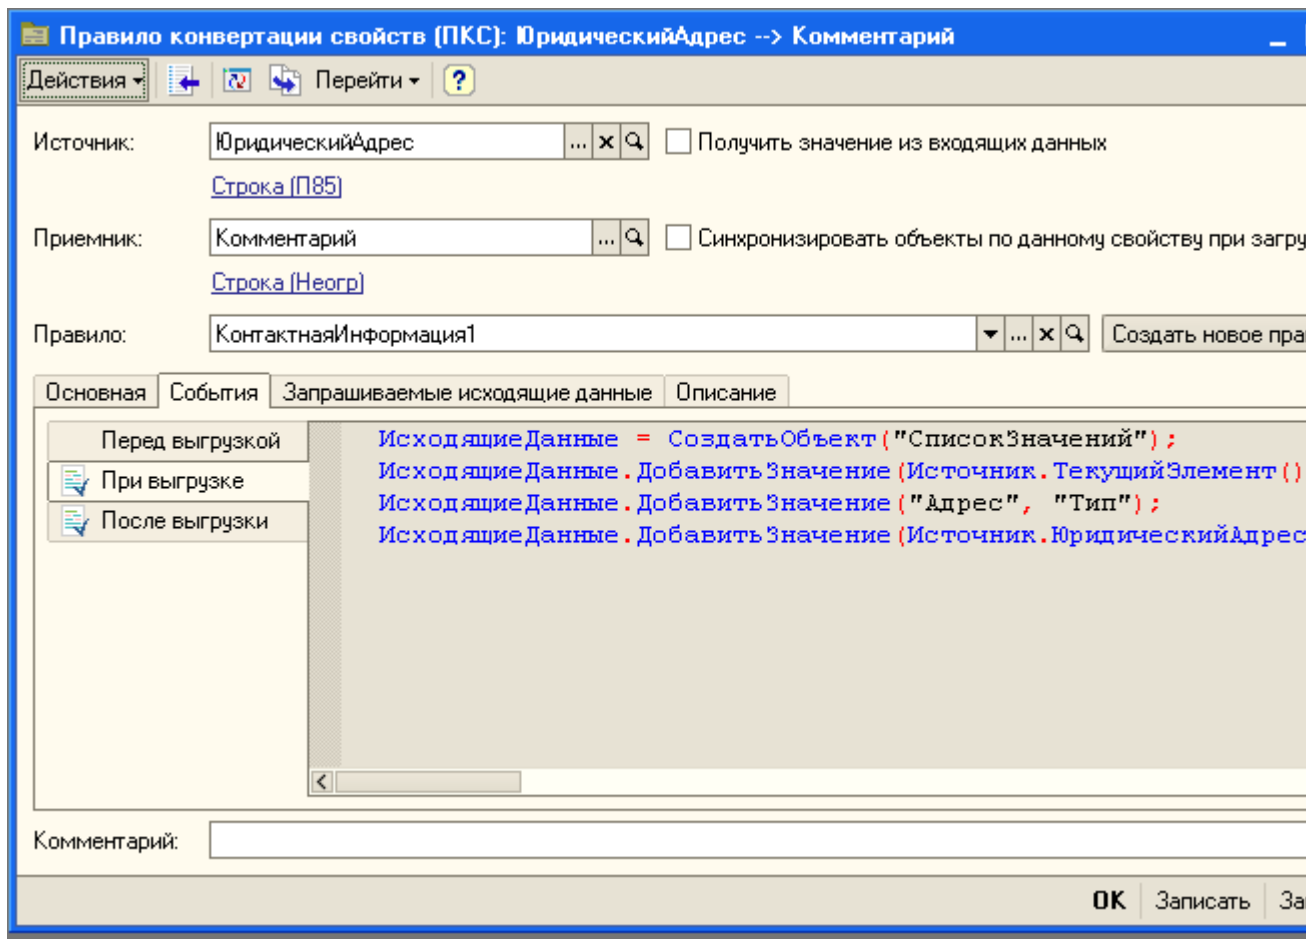 Правило конвертации свойств (ПКС): ЮридическийАдрес --> Комментарий
Действия Перейти ?
Источник: ЮридическийАдрес ... x Получить значение из входящих данных
Строка (П85)
Приемник: Комментарий ... Синхронизировать объекты по данному свойству при загру
Строка (Неогр)
Правило: КонтактнаяИнформация1 ... x Создать новое пра
Основная События Запрашиваемые исходящие данные Описание
Перед выгрузкой
При выгрузке
После выгрузки
ИсходящиеДанные = СоздатьОбъект("СписокЗначений");
ИсходящиеДанные.ДобавитьЗначение(Источник.ТекущийЭлемент()
ИсходящиеДанные.ДобавитьЗначение("Адрес", "Тип");
ИсходящиеДанные.ДобавитьЗначение(Источник.ЮридическийАдрес
Комментарий:
OK Записать За